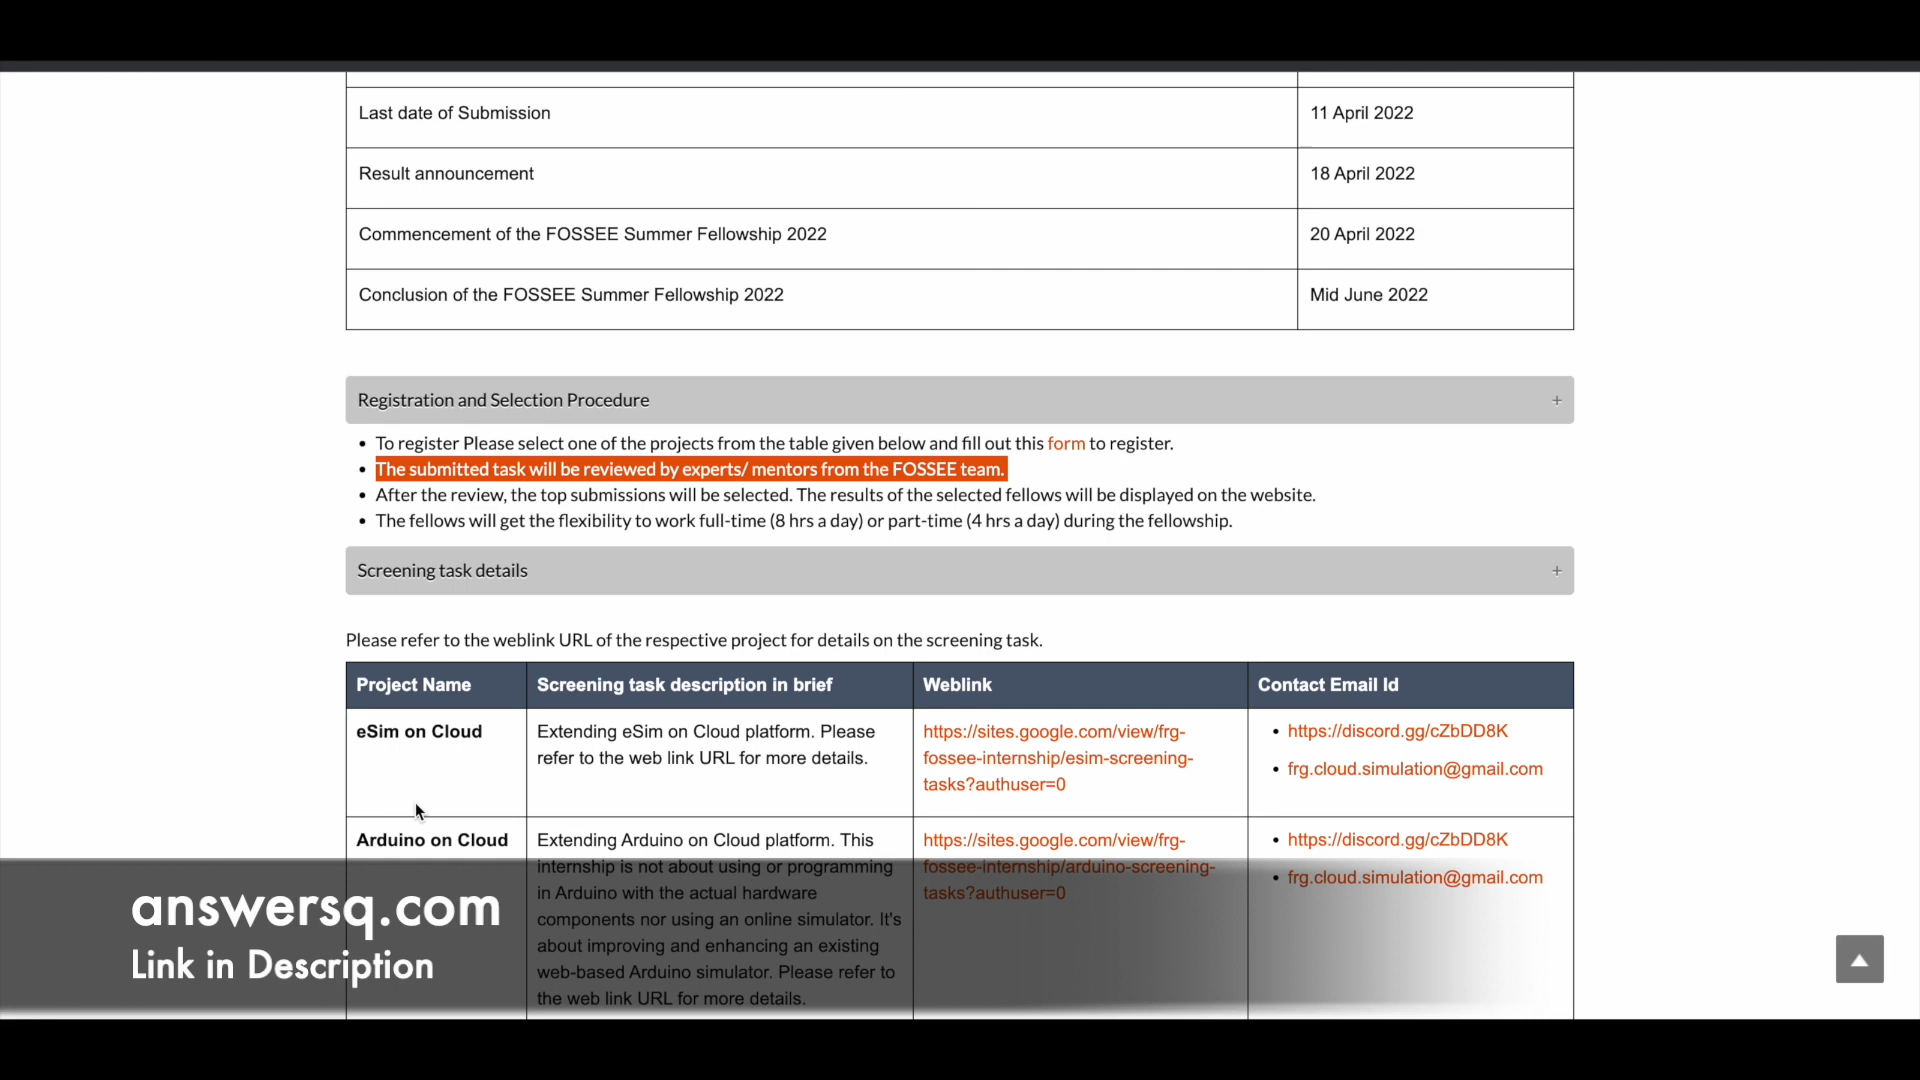 Last date of Submission 11 April 2022
Result announcement 18 April 2022
Commencement of the FOSSEE Summer Fellowship 2022 20 April 2022
Conclusion of the FOSSEE Summer Fellowship 2022 Mid June 2022
Registration and Selection Procedure +
• To register Please select one of the projects from the table given below and fill out this form to register.
• The submitted task will be reviewed by experts/ mentors from the FOSSEE team.
• After the review, the top submissions will be selected. The results of the selected fellows will be displayed on the website.
• The fellows will get the flexibility to work full-time (8 hrs a day) or part-time (4 hrs a day) during the fellowship.
Screening task details +
Please refer to the weblink URL of the respective project for details on the screening task.
Project Name Screening task description in brief Weblink Contact Email Id
eSim on Cloud
Extending eSim on Cloud platform. Please
refer to the web link URL for more details.
https://sites.google.com/view/frg-
fossee-internship/esim-screening-
tasks?authuser=0
• https://discord.gg/cZbDD8K
• frg.cloud.simulation@gmail.com
Arduino on Cloud
Extending Arduino on Cloud platform. This
internship is not about using or programming
in Arduino with the actual hardware
components nor using an online simulator. It's
about improving and enhancing an existing
web-based Arduino simulator. Please refer to
the web link URL for more details.
https://sites.google.com/view/frg-
fossee-internship/arduino-screening-
tasks?authuser=0
• https://discord.gg/cZbDD8K
• frg.cloud.simulation@gmail.com
answersq.com
Link in Description